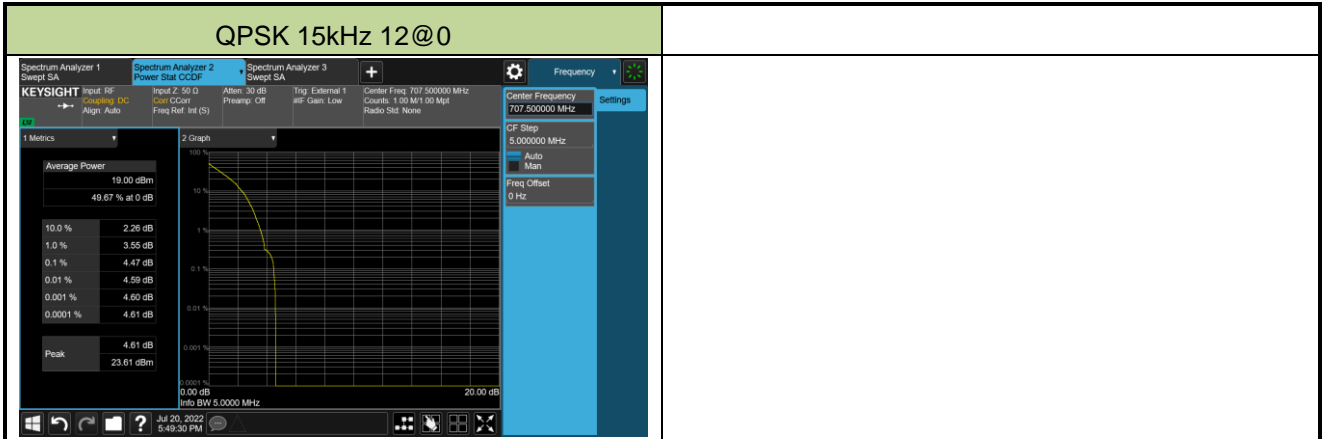 QPSK 15kHz 12@0
Spectrum Analyzer 1
Swept SA
Spectrum Analyzer 2
Power Stat CCDF
Spectrum Analyzer 3
Swept SA
+
Frequency
KEYSIGHT
Input: RF
Coupling: DC
Align: Auto
Input Z: 50 Ω
Corr CCorr
Freq Ref: Int (S)
Atten: 30 dB
Preamp: Off
Trig: External 1
#IF Gain: Low
Center Freq: 707.500000 MHz
Counts: 1.00 M/1.00 Mpt
Radio Std: None
Center Frequency
707.500000 MHz
Settings
CF Step
5.000000 MHz
Auto
Man
Freq Offset
0 Hz
1 Metrics
Average Power
19.00 dBm
49.67 % at 0 dB
10.0 % 2.26 dB
1.0 % 3.55 dB
0.1 % 4.47 dB
0.01 % 4.59 dB
0.001 % 4.60 dB
0.0001 % 4.61 dB
Peak
4.61 dB
23.61 dBm
2 Graph
100 %
10 %
1 %
0.1 %
0.01 %
0.001 %
0.0001 %
0.00 dB
20.00 dB
Info BW 5.0000 MHz
?
Jul 20, 2022
5:49:30 PM